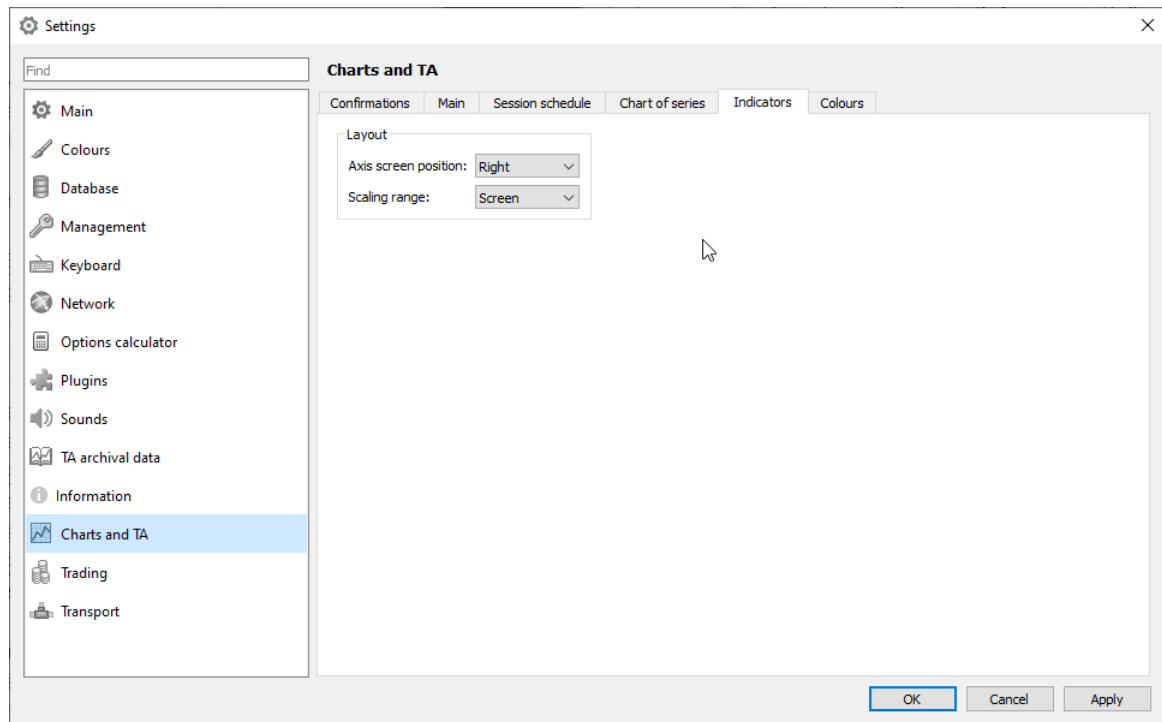 Settings
Find
Main
Colours
Database
Management
Keyboard
Network
Options calculator
Plugins
Sounds
TA archival data
Information
Charts and TA
Trading
Transport
Charts and TA
Confirmations Main Session schedule Chart of series Indicators Colours
Layout
Axis screen position: Right
Scaling range: Screen
OK Cancel Apply